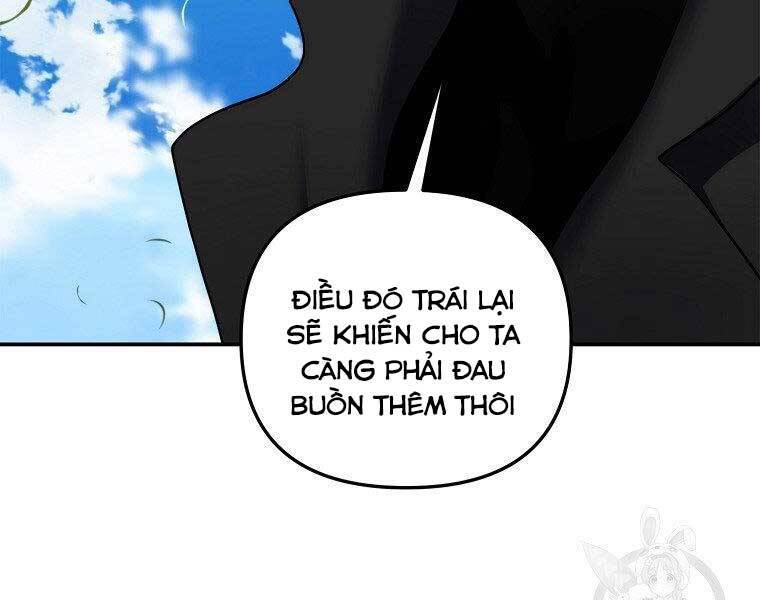 ĐIỀU ĐÓ TRÁI LẠI
SẼ KHIẾN CHO TA
CÀNG PHẢI ĐAU
BUỒN THÊM THÔI